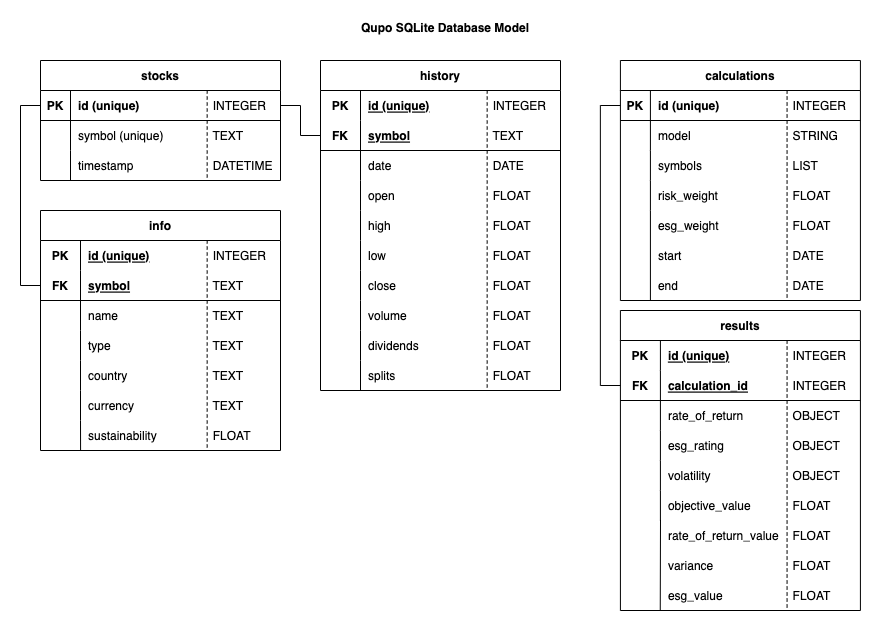 Qupo SQLite Database Model
stocks
PK id (unique) INTEGER
symbol (unique) TEXT
timestamp DATETIME
info
PK id (unique) INTEGER
FK symbol TEXT
name TEXT
type TEXT
country TEXT
currency TEXT
sustainability FLOAT
history
PK id (unique) INTEGER
FK symbol TEXT
date DATE
open FLOAT
high FLOAT
low FLOAT
close FLOAT
volume FLOAT
dividends FLOAT
splits FLOAT
calculations
PK id (unique) INTEGER
model STRING
symbols LIST
risk_weight FLOAT
esg_weight FLOAT
start DATE
end DATE
results
PK id (unique) INTEGER
FK calculation_id INTEGER
rate_of_return OBJECT
esg_rating OBJECT
volatility OBJECT
objective_value FLOAT
rate_of_return_value FLOAT
variance FLOAT
esg_value FLOAT